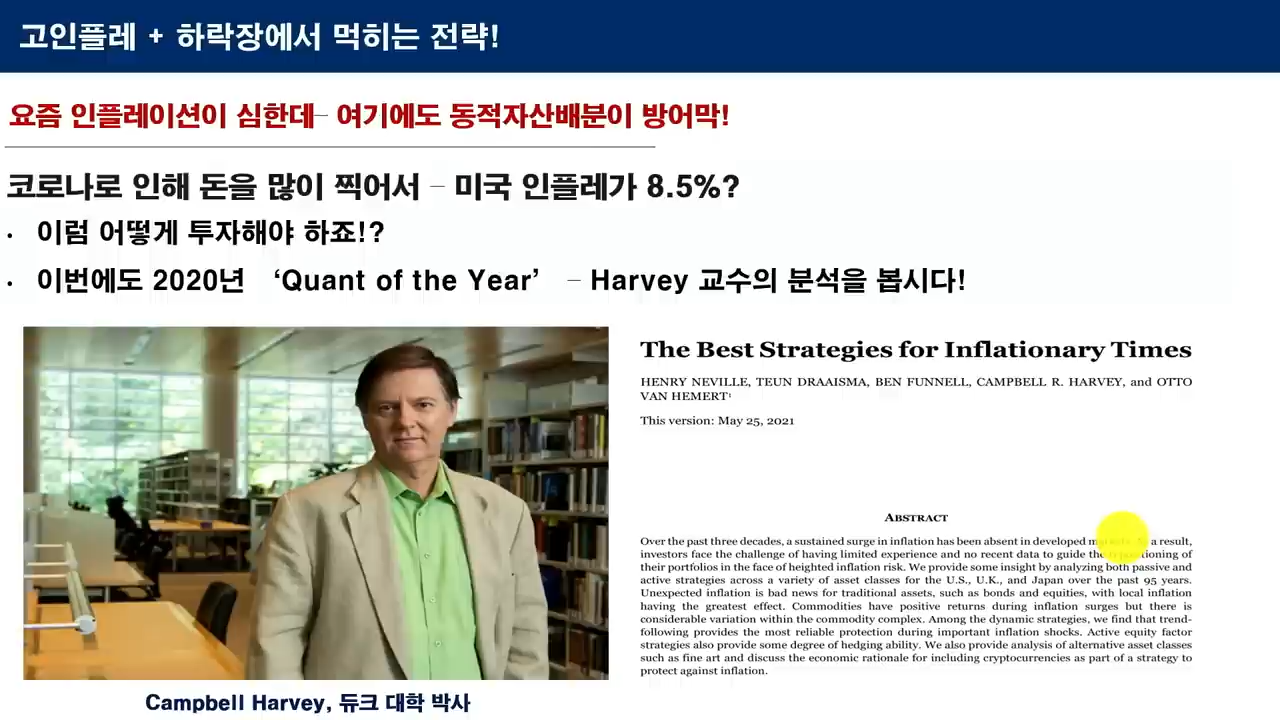 고인플레 + 하락장에서 먹히는 전략!
요즘 인플레이션이 심한데– 여기에도 동적자산배분이 방어막!
코로나로 인해 돈을 많이 찍어서 – 미국 인플레가 8.5%?
• 이럼 어떻게 투자해야 하죠!?
• 이번에도 2020년 ‘Quant of the Year’ – Harvey 교수의 분석을 봅시다!
The Best Strategies for Inflationary Times
HENRY NEVILLE, TEUN DRAAISMA, BEN FUNNELL, CAMPBELL R. HARVEY, and OTTO
VAN HEMERT¹
This version: May 25, 2021
ABSTRACT
Over the past three decades, a sustained surge in inflation has been absent in developed a result,
investors face the challenge of having limited experience and no recent data to guide the
their portfolios in the face of heighted inflation risk. We provide some insight by analyzing both passive and
active strategies across a variety of asset classes for the U.S., U.K., and Japan over the past 95 years.
Unexpected inflation is bad news for traditional assets, such as bonds and equities, with local inflation
having the greatest effect. Commodities have positive returns during inflation surges but there is
considerable variation within the commodity complex. Among the dynamic strategies, we find that trend-
following provides the most reliable protection during important inflation shocks. Active equity factor
strategies also provide some degree of hedging ability. We also provide analysis of alternative asset classes
such as fine art and discuss the economic rationale for including cryptocurrencies as part of a strategy to
protect against inflation.
Campbell Harvey, 듀크 대학 박사